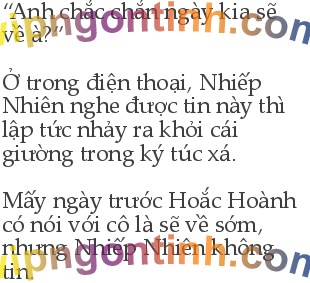 “Anh chắc chắn ngày kia sẽ
về à?”
Ở trong điện thoại, Nhiếp
Nhiên nghe được tin này thì
lập tức nhảy ra khỏi cái
giường trong ký túc xá.
Mấy ngày trước Hoắc Hoành
có nói với cô là sẽ về sớm,
nhưng Nhiếp Nhiên không
tin.
vipngontinh.com
vipngontinh.com